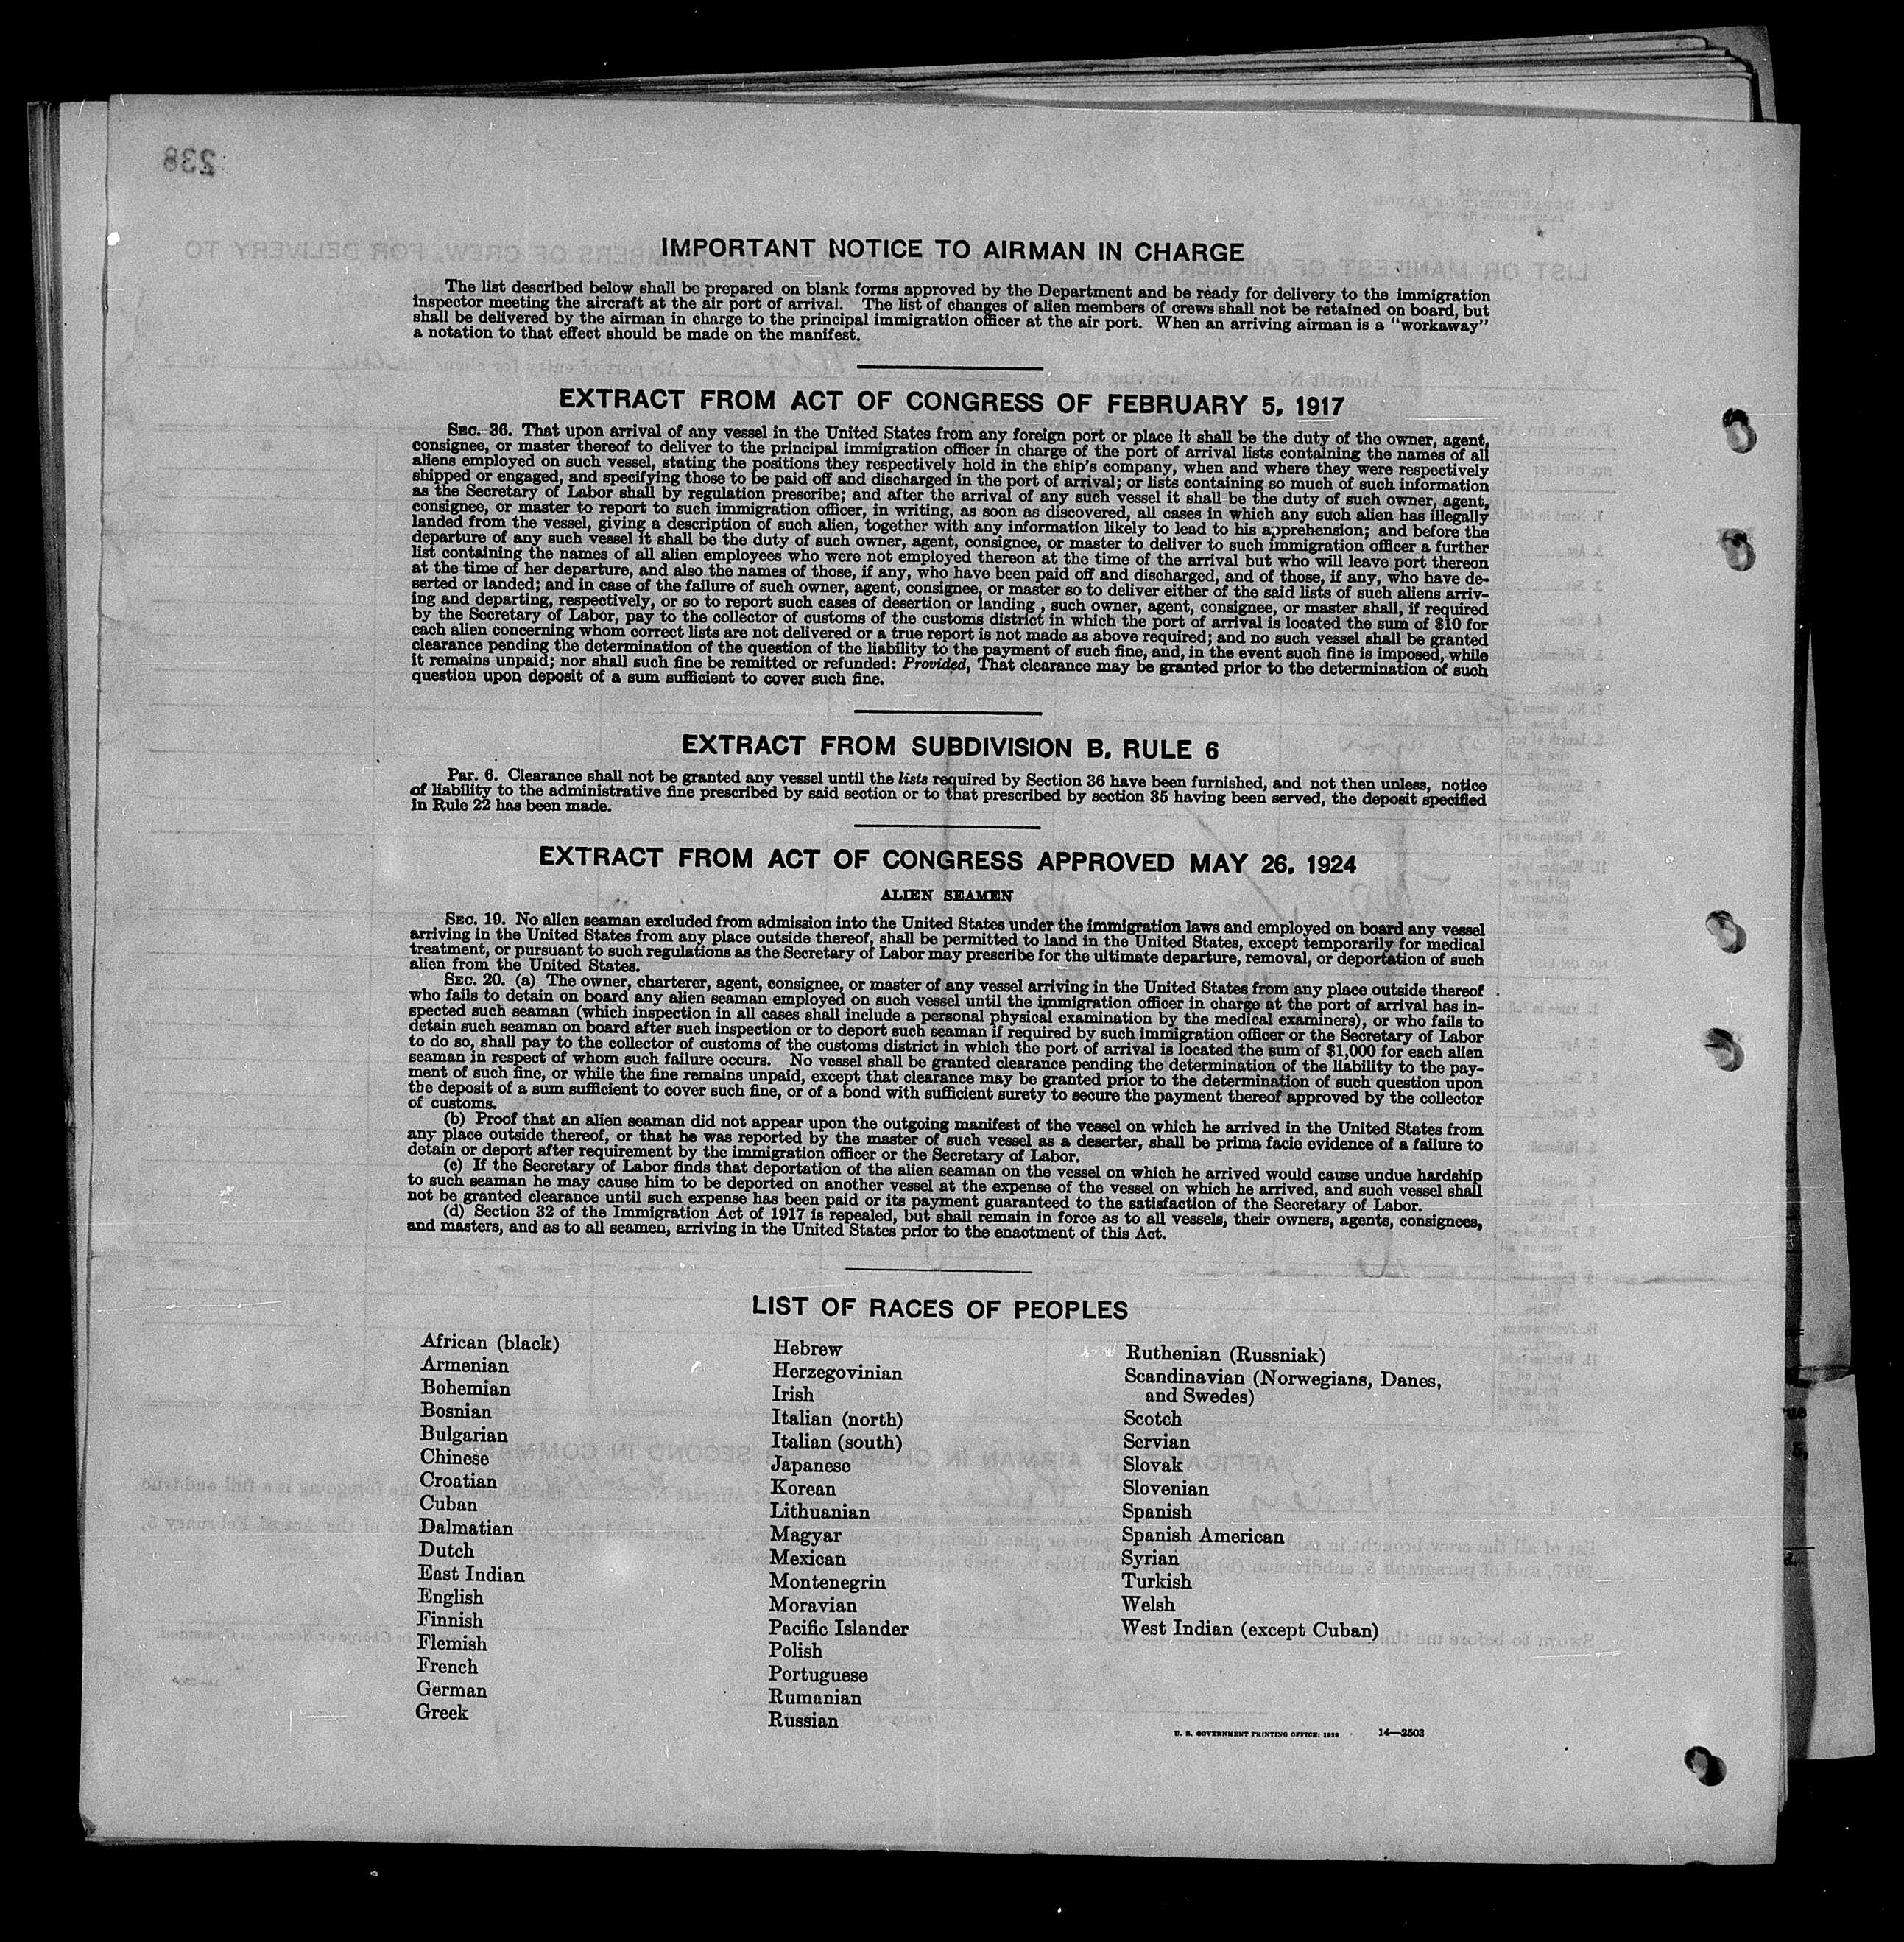 238
IMPORTANT NOTICE TO AIRMAN IN CHARGE
The list described below shall be prepared on blank forms approved by the Department and be ready for delivery to the immigration
inspector meeting the aircraft at the air port of arrival. The list of changes of alien members of crews shall not be retained on board, but
shall be delivered by the airman in charge to the principal immigration officer at the air port. When an arriving airman is a "workaway"
a notation to that effect should be made on the manifest.
EXTRACT FROM ACT OF CONGRESS OF FEBRUARY 5, 1917
SEC. 36. That upon arrival of any vessel in the United States from any foreign port or place it shall be the duty of the owner, agent,
consignee, or master thereof to deliver to the principal immigration officer in charge of the port of arrival lists containing the names of all
aliens employed on such vessel, stating the positions they respectively hold in the ship's company, when and where they were respectively
shipped or engaged, and specifying those to be paid off and discharged in the port of arrival; or lists containing so much of such information
as the Secretary of Labor shall by regulation prescribe; and after the arrival of any such vessel it shall be the duty of such owner, agent,
consignee, or master to report to such immigration officer, in writing, as soon as discovered, all cases in which any such alien has illegally
landed from the vessel, giving a description of such alien, together with any information likely to lead to his apprehension; and before the
departure of any such vessel it shall be the duty of such owner, agent, consignee, or master to deliver to such immigration officer a further
list containing the names of all alien employees who were not employed thereon at the time of the arrival but who will leave port thereon
at the time of her departure, and also the names of those, if any, who have been paid off and discharged, and of those, if any, who have de-
serted or landed; and in case of the failure of such owner, agent, consignee, or master so to deliver either of the said lists of such aliens arriv-
ing and departing, respectively, or so to report such cases of desertion or landing, such owner, agent, consignee, or master shall, if required
by the Secretary of Labor, pay to the collector of customs of the customs district in which the port of arrival is located the sum of $10 for
each alien concerning whom correct lists are not delivered or a true report is not made as above required; and no such vessel shall be granted
clearance pending the determination of the question of the liability to the payment of such fine, and, in the event such fine is imposed, while
it remains unpaid; nor shall such fine be remitted or refunded: Provided, That clearance may be granted prior to the determination of such
question upon deposit of a sum sufficient to cover such fine.
EXTRACT FROM SUBDIVISION B, RULE 6
Par. 6. Clearance shall not be granted any vessel until the lists required by Section 36 have been furnished, and not then unless, notice
of liability to the administrative fine prescribed by said section or to that prescribed by section 35 having been served, the deposit specified
in Rule 22 has been made.
EXTRACT FROM ACT OF CONGRESS APPROVED MAY 26, 1924
ALIEN SEAMEN
SEC. 19. No alien seaman excluded from admission into the United States under the immigration laws and employed on board any vessel
arriving in the United States from any place outside thereof, shall be permitted to land in the United States, except temporarily for medical
treatment, or pursuant to such regulations as the Secretary of Labor may prescribe for the ultimate departure, removal, or deportation of such
alien from the United States.
SEC. 20. (a) The owner, charterer, agent, consignee, or master of any vessel arriving in the United States from any place outside thereof
who fails to detain on board any alien seaman employed on such vessel until the immigration officer in charge at the port of arrival has in-
spected such seaman (which inspection in all cases shall include a personal physical examination by the medical examiners), or who fails to
detain such seaman on board after such inspection or to deport such seaman if required by such immigration officer or the Secretary of Labor
to do so, shall pay to the collector of customs of the customs district in which the port of arrival is located the sum of $1,000 for each alien
seaman in respect of whom such failure occurs. No vessel shall be granted clearance pending the determination of the liability to the pay-
ment of such fine, or while the fine remains unpaid, except that clearance may be granted prior to the determination of such question upon
the deposit of a sum sufficient to cover such fine, or of a bond with sufficient surety to secure the payment thereof approved by the collector
of customs.
(b) Proof that an alien seaman did not appear upon the outgoing manifest of the vessel on which he arrived in the United States from
any place outside thereof, or that he was reported by the master of such vessel as a deserter, shall be prima facie evidence of a failure to
detain or deport after requirement by the immigration officer or the Secretary of Labor.
(c) If the Secretary of Labor finds that deportation of the alien seaman on the vessel on which he arrived would cause undue hardship
to such seaman he may cause him to be deported on another vessel at the expense of the vessel on which he arrived, and such vessel shall
not be granted clearance until such expense has been paid or its payment guaranteed to the satisfaction of the Secretary of Labor.
(d) Section 32 of the Immigration Act of 1917 is repealed, but shall remain in force as to all vessels, their owners, agents, consignees,
and masters, and as to all seamen, arriving in the United States prior to the enactment of this Act.
LIST OF RACES OF PEOPLES
African (black)
Armenian
Bohemian
Bosnian
Bulgarian
Chinese
Croatian
Cuban
Dalmatian
Dutch
East Indian
English
Finnish
Flemish
French
German
Greek
Hebrew
Herzegovinian
Irish
Italian (north)
Italian (south)
Japanese
Korean
Lithuanian
Magyar
Mexican
Montenegrin
Moravian
Pacific Islander
Polish
Portuguese
Rumanian
Russian
Ruthenian (Russniak)
Scandinavian (Norwegians, Danes,
and Swedes)
Scotch
Servian
Slovak
Slovenian
Spanish
Spanish American
Syrian
Turkish
Welsh
West Indian (except Cuban)
U. S. GOVERNMENT PRINTING OFFICE: 1929 14—2503